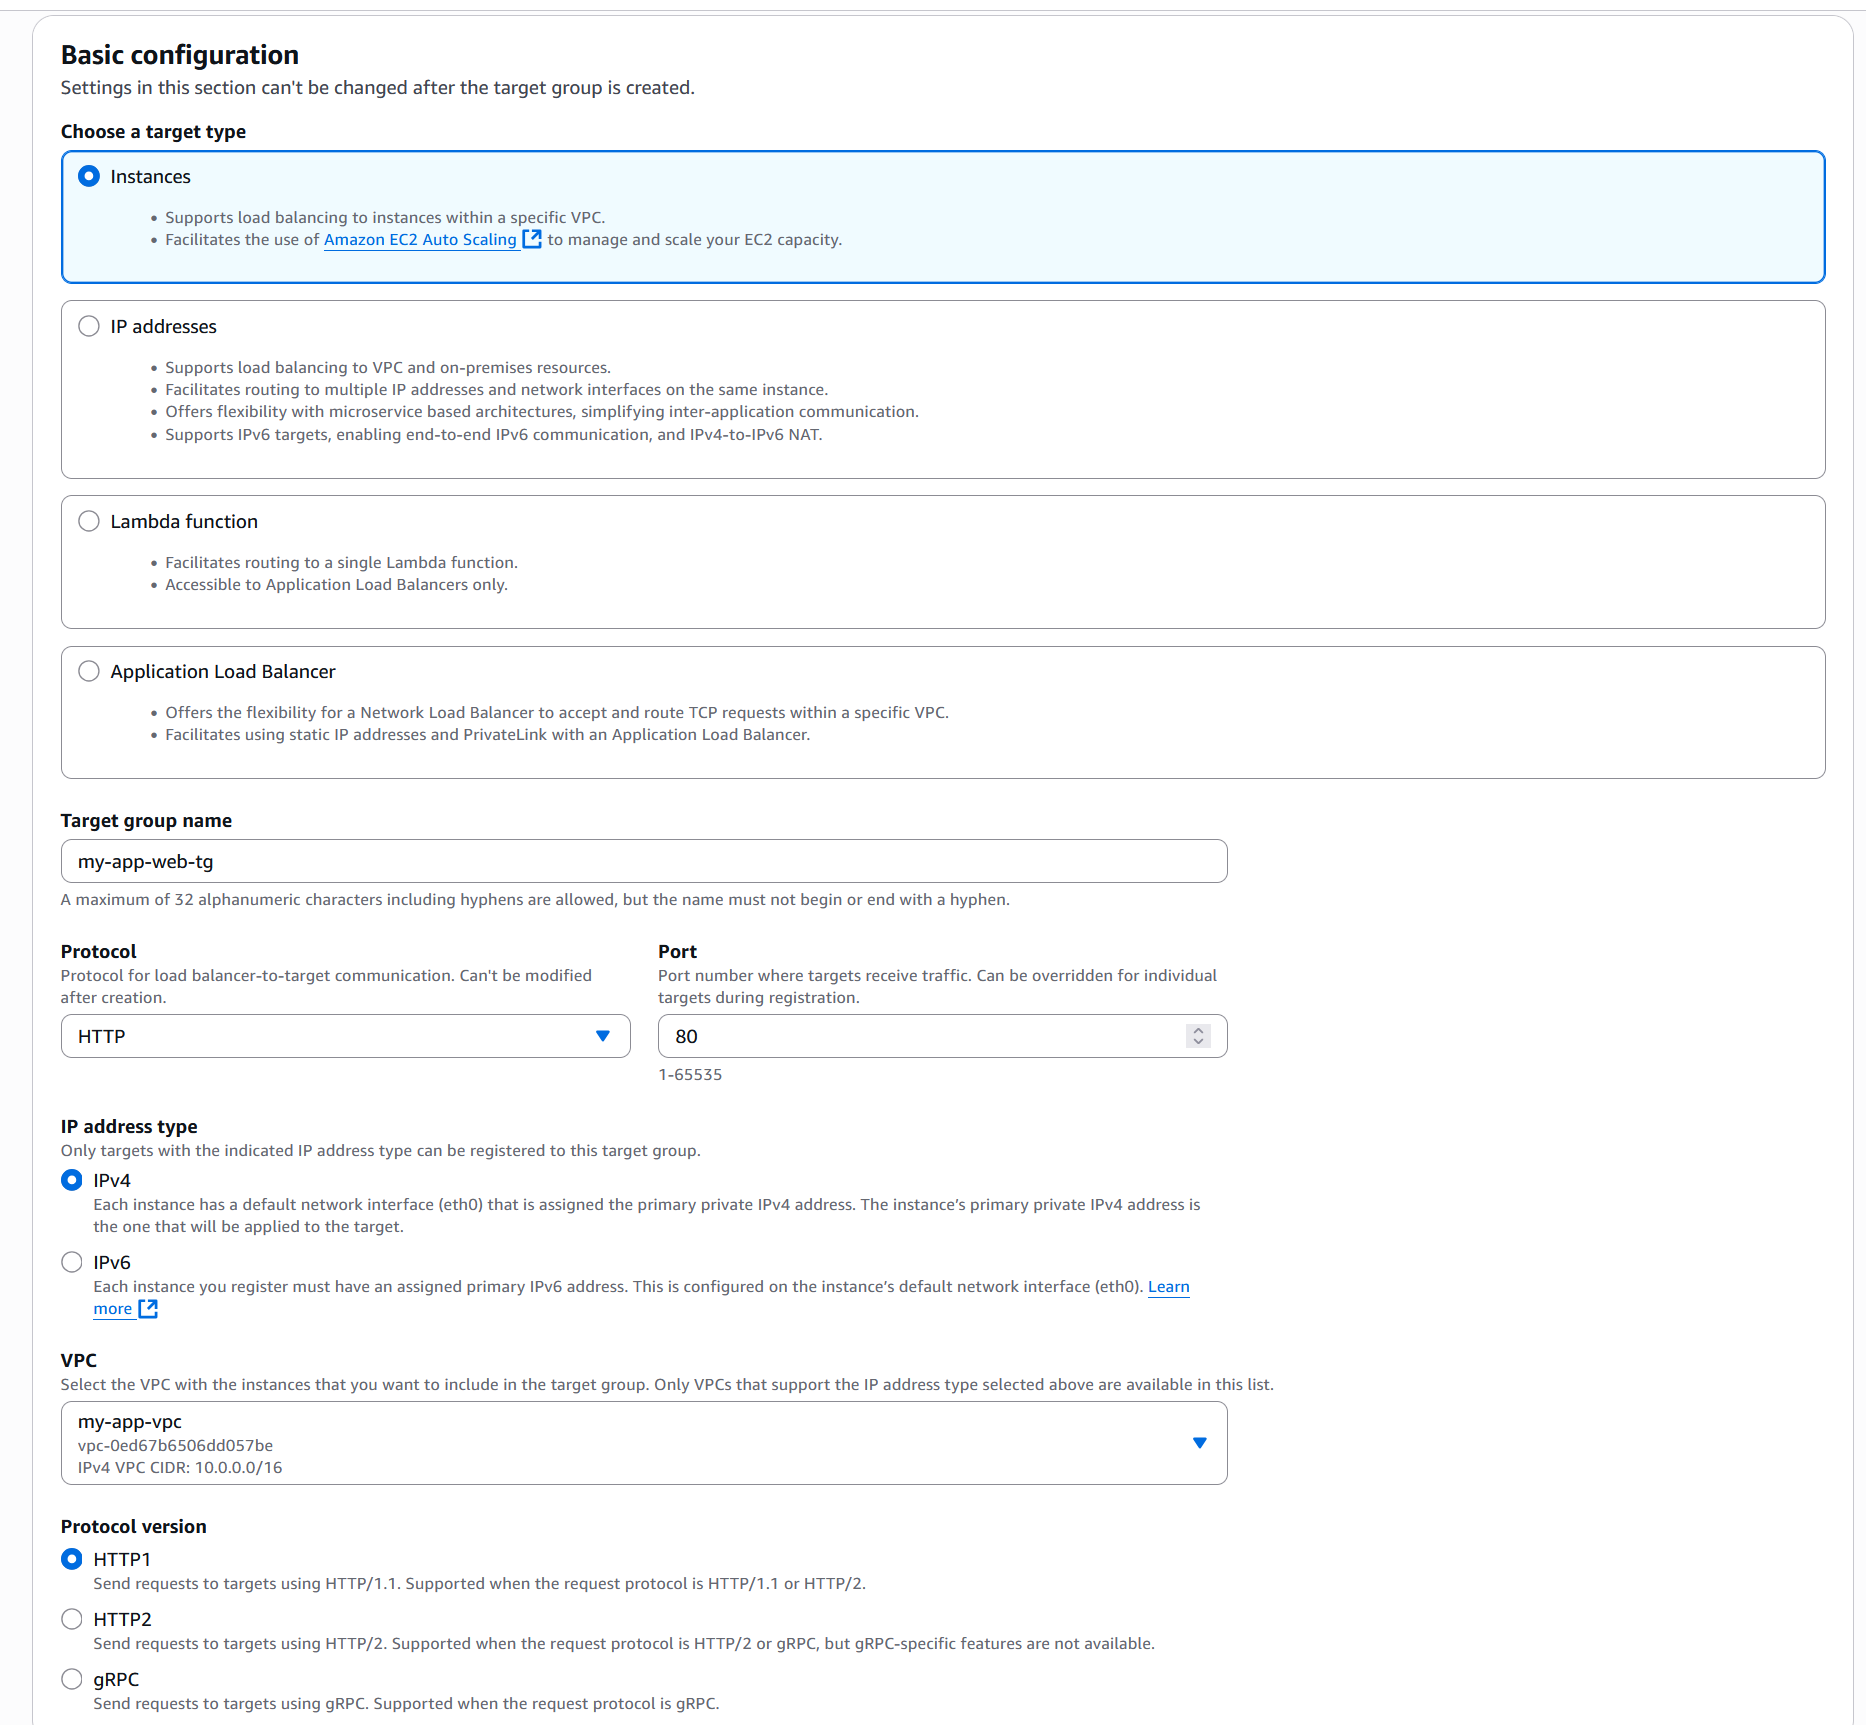 Basic configuration
Settings in this section can't be changed after the target group is created.
Choose a target type
Instances
• Supports load balancing to instances within a specific VPC.
• Facilitates the use of Amazon EC2 Auto Scaling to manage and scale your EC2 capacity.
IP addresses
• Supports load balancing to VPC and on-premises resources.
• Facilitates routing to multiple IP addresses and network interfaces on the same instance.
• Offers flexibility with microservice based architectures, simplifying inter-application communication.
• Supports IPv6 targets, enabling end-to-end IPv6 communication, and IPv4-to-IPv6 NAT.
Lambda function
• Facilitates routing to a single Lambda function.
• Accessible to Application Load Balancers only.
Application Load Balancer
• Offers the flexibility for a Network Load Balancer to accept and route TCP requests within a specific VPC.
• Facilitates using static IP addresses and PrivateLink with an Application Load Balancer.
Target group name
my-app-web-tg
A maximum of 32 alphanumeric characters including hyphens are allowed, but the name must not begin or end with a hyphen.
Protocol
Protocol for load balancer-to-target communication. Can't be modified
after creation.
HTTP
Port
Port number where targets receive traffic. Can be overridden for individual
targets during registration.
80
1-65535
IP address type
Only targets with the indicated IP address type can be registered to this target group.
IPv4
Each instance has a default network interface (eth0) that is assigned the primary private IPv4 address. The instance’s primary private IPv4 address is
the one that will be applied to the target.
IPv6
Each instance you register must have an assigned primary IPv6 address. This is configured on the instance’s default network interface (eth0). Learn
more
VPC
Select the VPC with the instances that you want to include in the target group. Only VPCs that support the IP address type selected above are available in this list.
my-app-vpc
vpc-0ed67b6506dd057be
IPv4 VPC CIDR: 10.0.0.0/16
Protocol version
HTTP1
Send requests to targets using HTTP/1.1. Supported when the request protocol is HTTP/1.1 or HTTP/2.
HTTP2
Send requests to targets using HTTP/2. Supported when the request protocol is HTTP/2 or gRPC, but gRPC-specific features are not available.
gRPC
Send requests to targets using gRPC. Supported when the request protocol is gRPC.